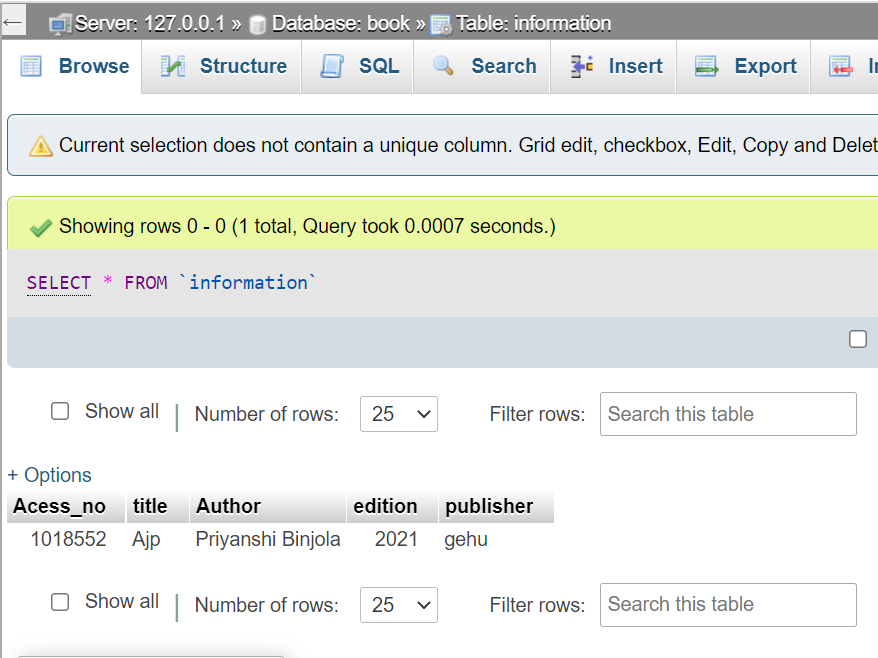 ← Server: 127.0.0.1 » Database: book » Table: information
Browse Structure SQL Search Insert Export
Current selection does not contain a unique column. Grid edit, checkbox, Edit, Copy and Delet
Showing rows 0 - 0 (1 total, Query took 0.0007 seconds.)
SELECT * FROM `information`
Show all | Number of rows: 25 Filter rows: Search this table
+ Options
Acess_no title Author edition publisher
1018552 Ajp Priyanshi Binjola 2021 gehu
Show all | Number of rows: 25 Filter rows: Search this table